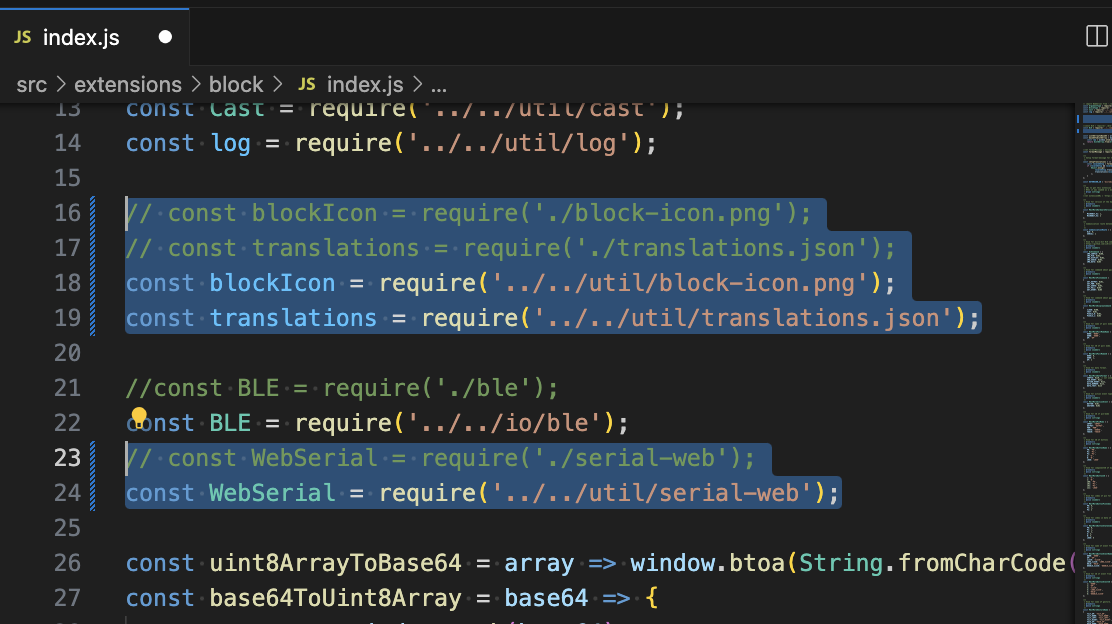 JS index.js
src > extensions > block > JS index.js > ...
13 const Cast = require('../../util/cast');
14 const log = require('../../util/log');
15
16 // const blockIcon = require('./block-icon.png');
17 // const translations = require('./translations.json');
18 const blockIcon = require('../../util/block-icon.png');
19 const translations = require('../../util/translations.json');
20
21 //const BLE = require('./ble');
22 const BLE = require('../../io/ble');
23 // const WebSerial = require('./serial-web');
24 const WebSerial = require('../../util/serial-web');
25
26 const uint8ArrayToBase64 = array => window.btoa(String.fromCharCode(
27 const base64ToUint8Array = base64 => {